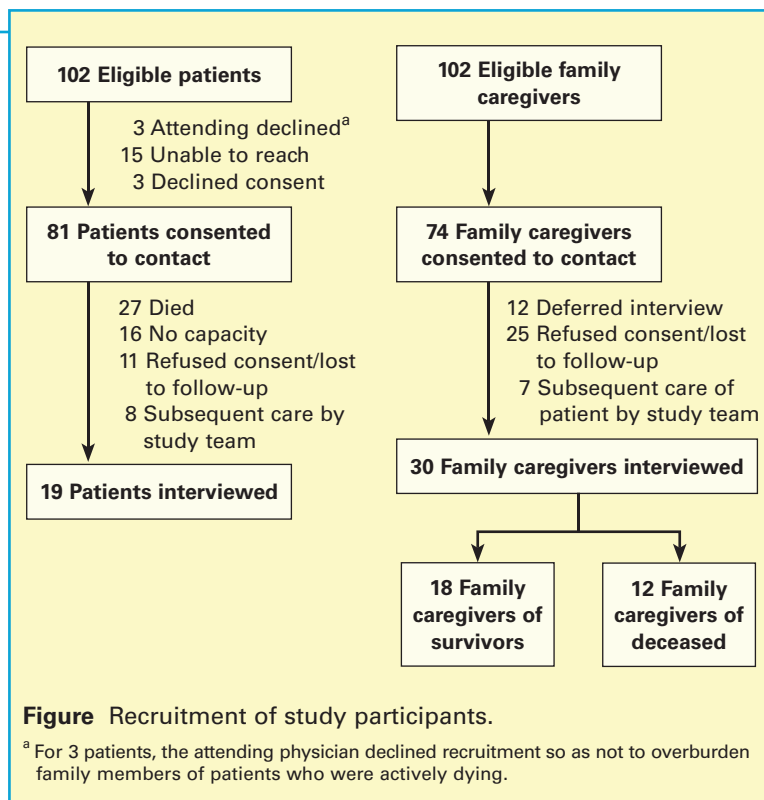 102 Eligible patients
3 Attending declined^a
15 Unable to reach
3 Declined consent
81 Patients consented
to contact
27 Died
16 No capacity
11 Refused consent/lost
to follow-up
8 Subsequent care by
study team
19 Patients interviewed
102 Eligible family
caregivers
74 Family caregivers
consented to contact
12 Deferred interview
25 Refused consent/lost
to follow-up
7 Subsequent care of
patient by study team
30 Family caregivers interviewed
18 Family
caregivers of
survivors
12 Family
caregivers of
deceased
Figure Recruitment of study participants.
^a For 3 patients, the attending physician declined recruitment so as not to overburden
family members of patients who were actively dying.